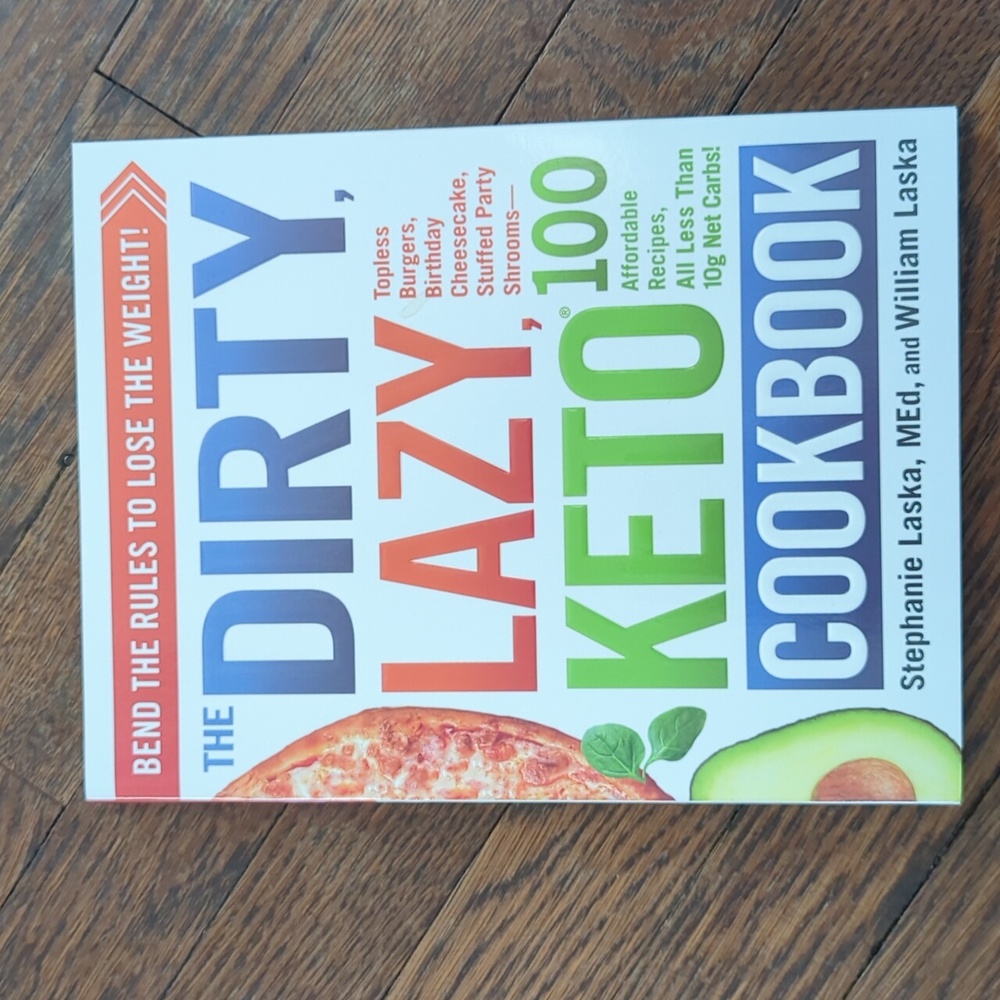 BEND THE RULES TO LOSE THE WEIGHT!
THE
DIRTY,
LAZY,
Topless
Burgers,
Birthday
Cheesecake,
Stuffed Party
Shrooms—
KETO®
100
Affordable
Recipes,
All Less Than
10g Net Carbs!
COOKBOOK
Stephanie Laska, MEd, and William Laska